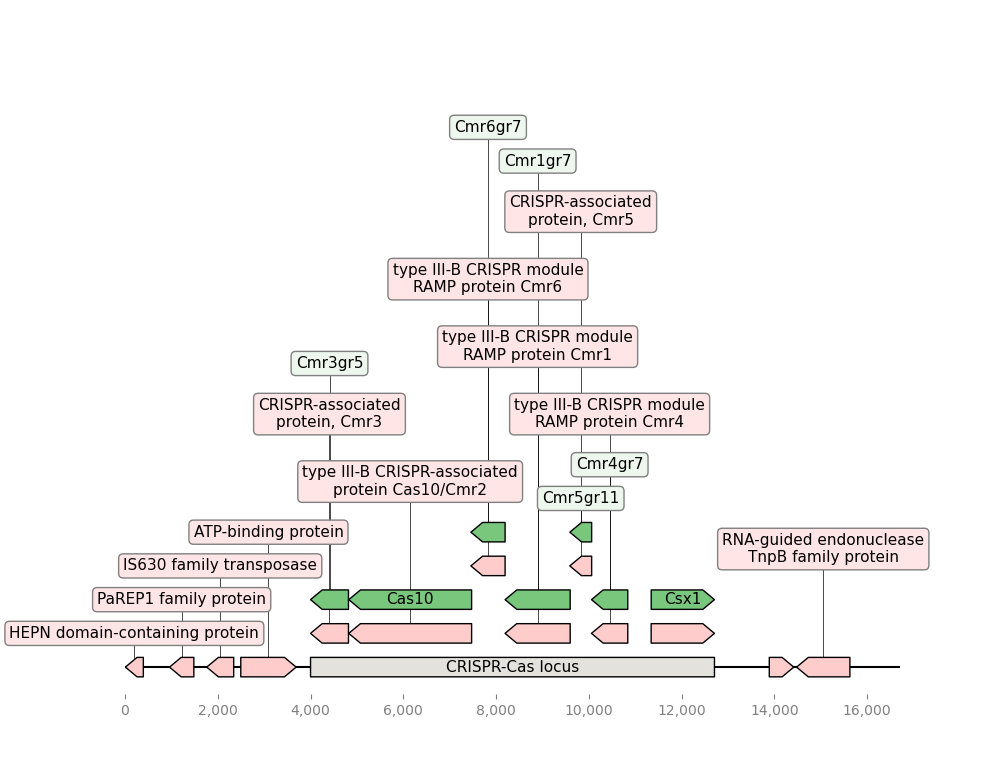 Cmr6gr7
Cmr1gr7
CRISPR-associated
protein, Cmr5
type III-B CRISPR module
RAMP protein Cmr6
type III-B CRISPR module
RAMP protein Cmr1
Cmr3gr5
CRISPR-associated
protein, Cmr3
type III-B CRISPR module
RAMP protein Cmr4
Cmr4gr7
type III-B CRISPR-associated
protein Cas10/Cmr2
Cmr5gr11
ATP-binding protein
RNA-guided endonuclease
TnpB family protein
IS630 family transposase
PaREP1 family protein
Cas10
Csx1
HEPN domain-containing protein
CRISPR-Cas locus
0 2,000 4,000 6,000 8,000 10,000 12,000 14,000 16,000